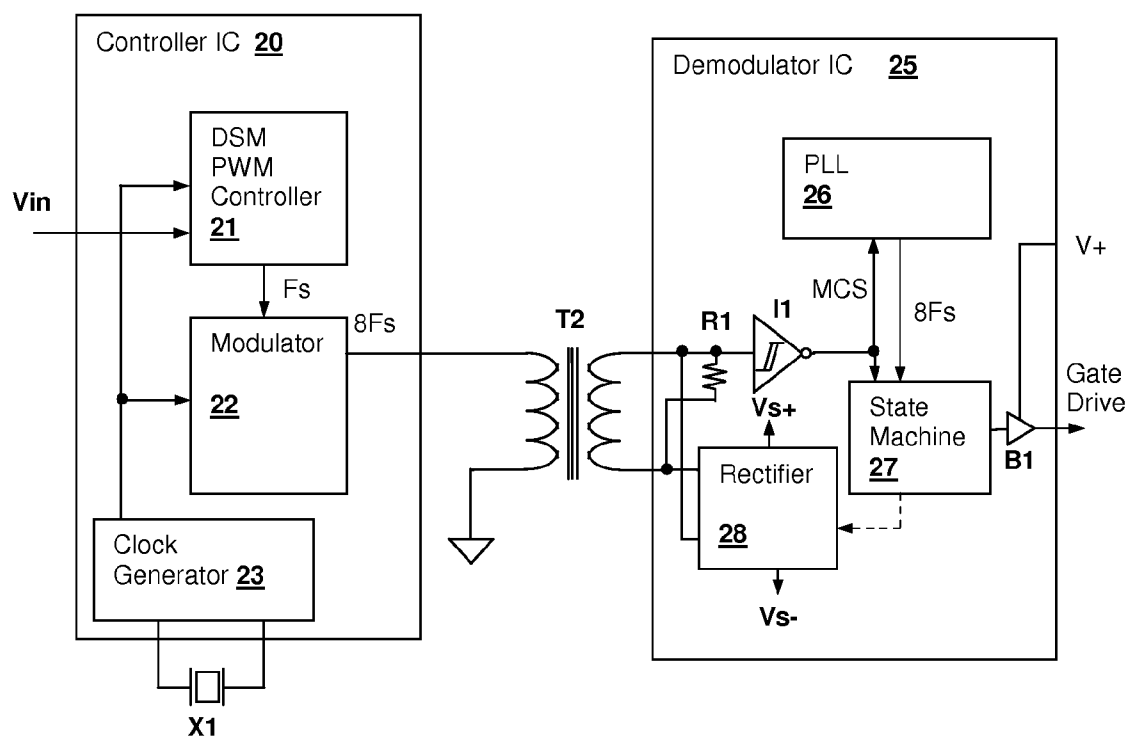 Controller IC 20
DSM
PWM
Controller
21
Vin
Fs
Modulator
22
8Fs
Clock
Generator 23
X1
T2
Demodulator IC 25
PLL
26
MCS
8Fs
V+
R1
I1
Vs+
State
Machine
27
B1
Gate
Drive
Rectifier
28
Vs-